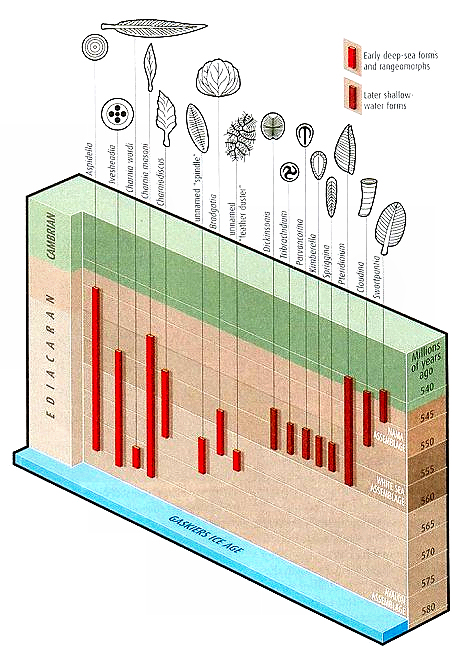 Early deep-sea forms
and rangeomorphs
Later shallow-
water forms
Aspidella
Ivesheadia
Charnia wardi
Charnia masoni
Charniodiscus
unnamed "spindle"
Bradgatia
unnamed
"feather duster"
Dickinsonia
Tribrachidium
Parvancorina
Kimberella
Spriggina
Pteridinium
Cloudina
Swartpuntia
CAMBRIAN
EDIACARAN
Millions
of years
ago
540
545
NAMA
ASSEMBLAGE
550
555
WHITE SEA
ASSEMBLAGE
560
565
570
575
AVALON
ASSEMBLAGE
580
GASKIERS ICE AGE